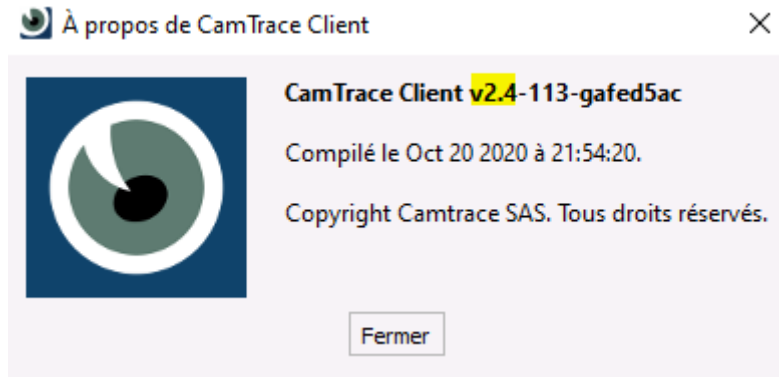 À propos de CamTrace Client
CamTrace Client v2.4-113-gafed5ac
Compilé le Oct 20 2020 à 21:54:20.
Copyright Camtrace SAS. Tous droits réservés.
Fermer